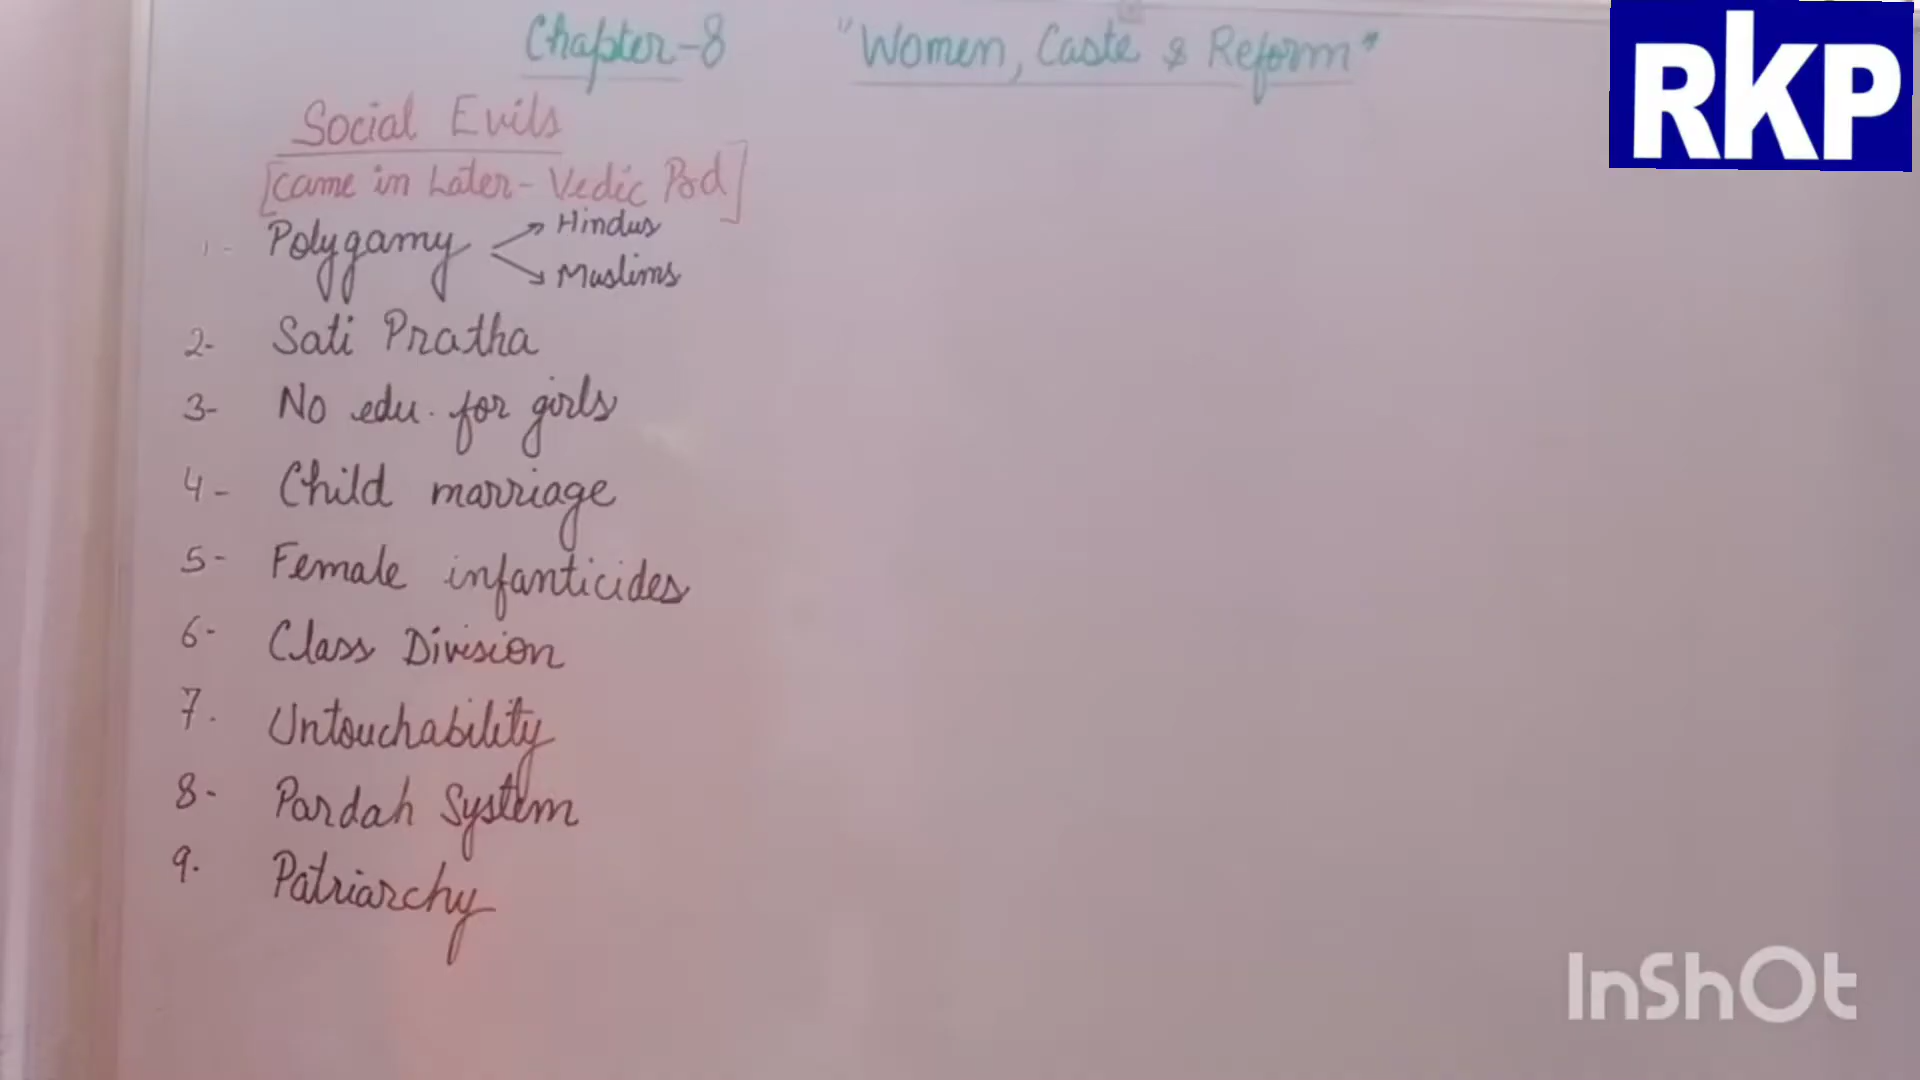 Chapter-8 "Women, Caste & Reform"
RKP
Social Evils
[Came in Later-Vedic Pod]
1- Polygamy → Hindus
→ Muslims
2- Sati Pratha
3- No edu. for girls
4- Child marriage
5- Female infanticides
6- Class Division
7. Untouchability
8- Pardah System
9. Patriarchy
InShOt